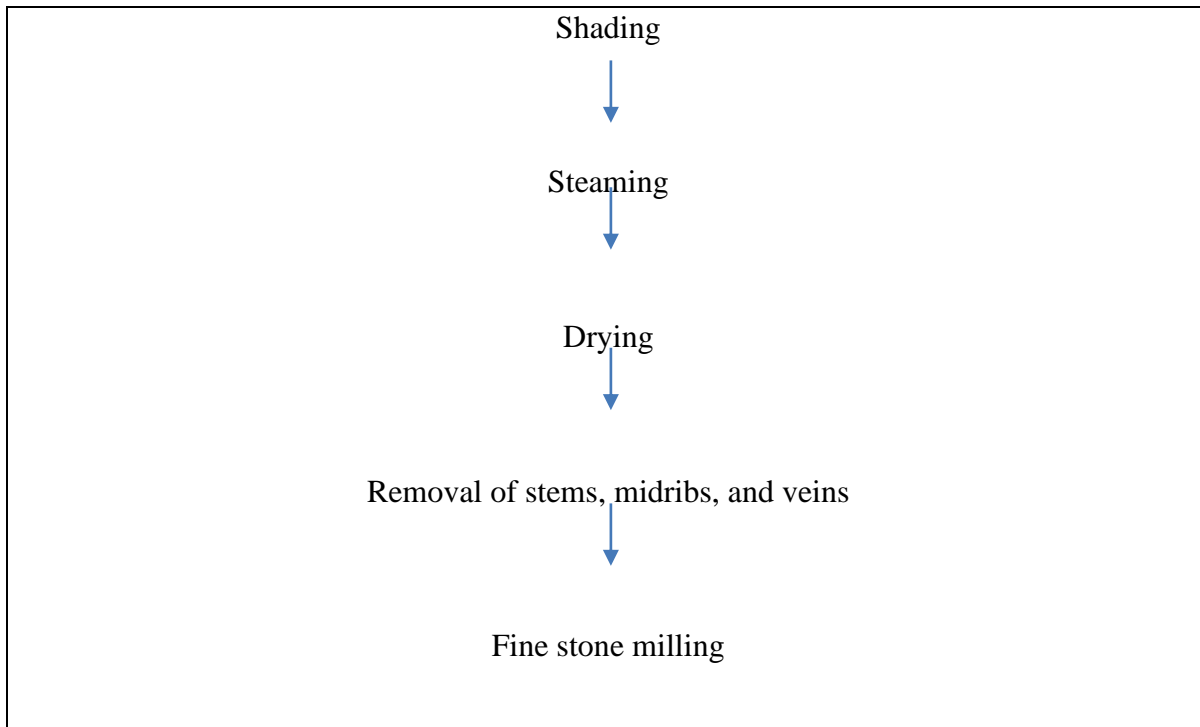 Shading
Steaming
Drying
Removal of stems, midribs, and veins
Fine stone milling